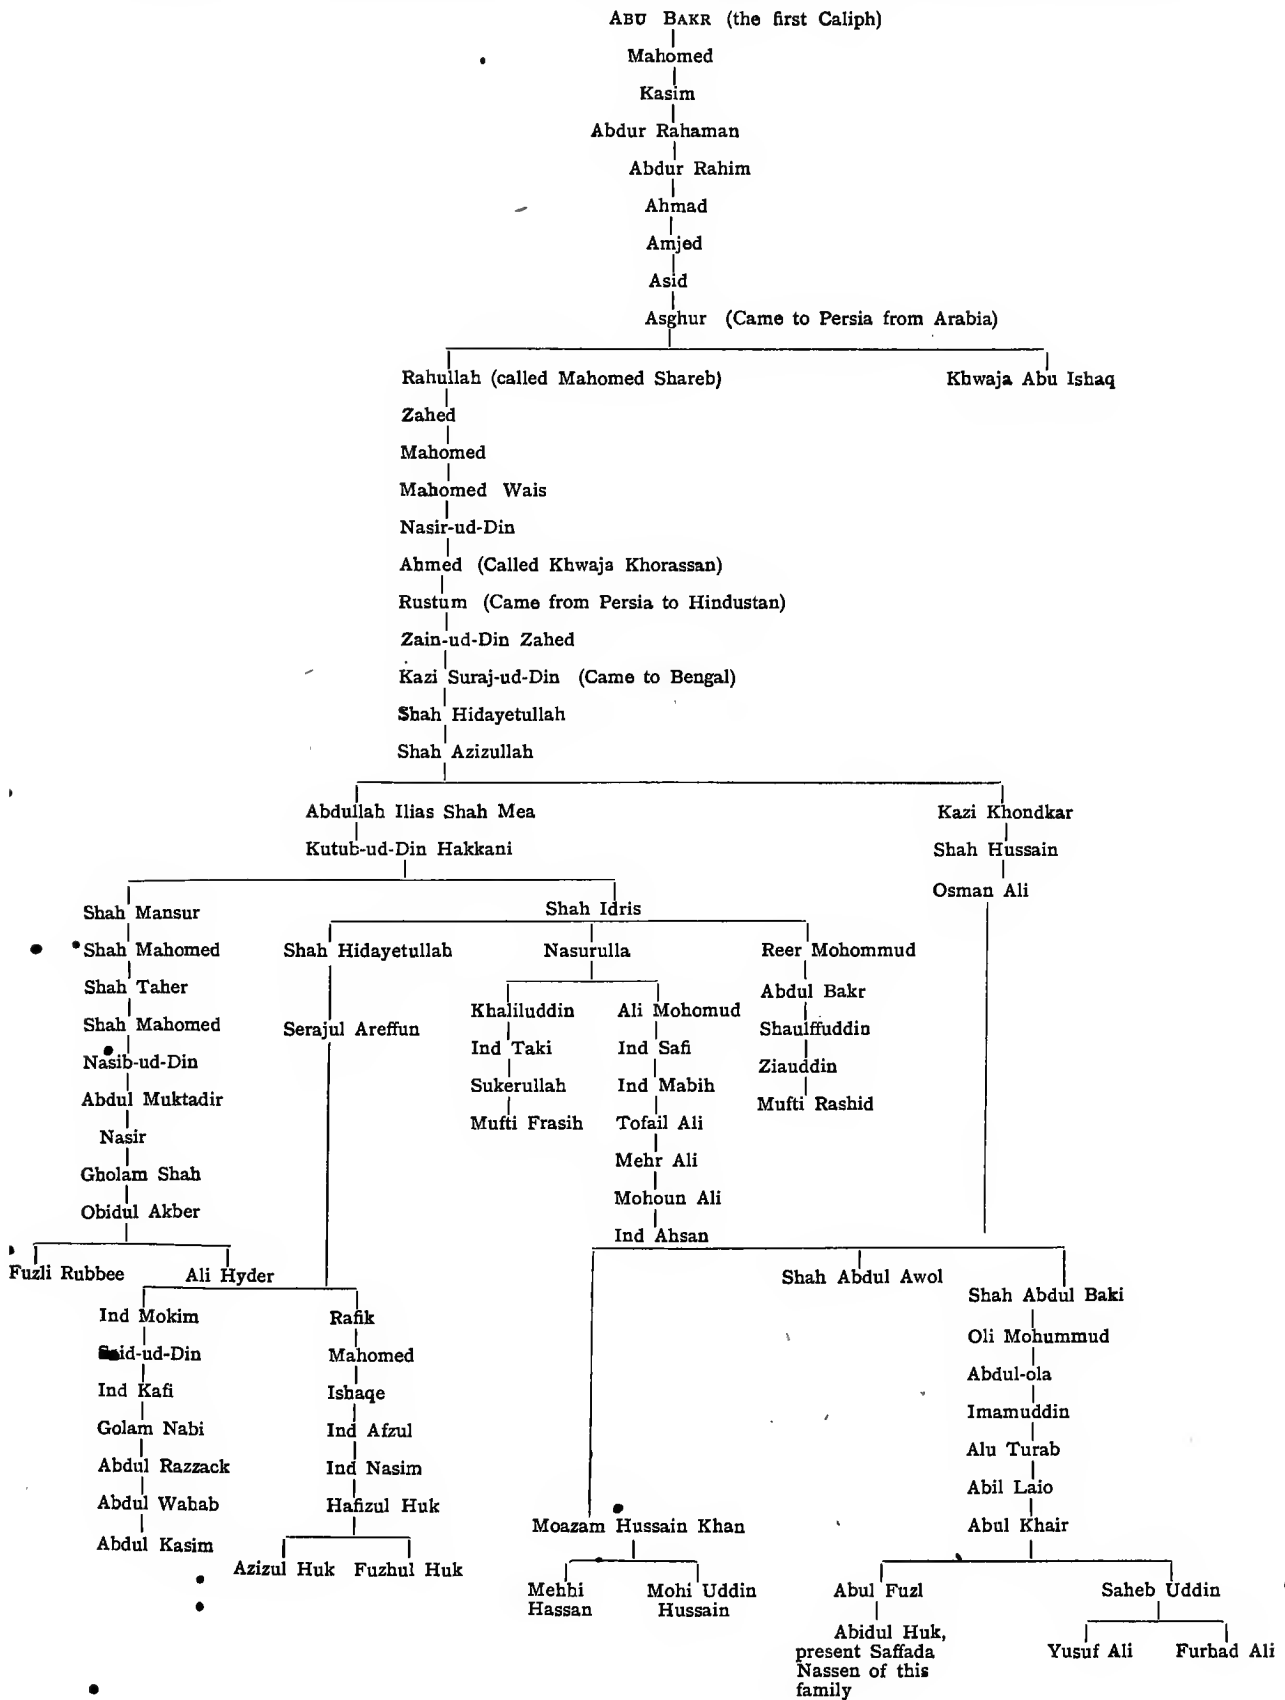 ABU BAKR (the first Caliph)
Mahomed
Kasim
Abdur Rahaman
Abdur Rahim
Ahmad
Amjed
Asid
Asghur (Came to Persia from Arabia)
Rahullah (called Mahomed Shareb)
Khwaja Abu Ishaq
Zahed
Mahomed
Mahomed Wais
Nasir-ud-Din
Ahmed (Called Khwaja Khorassan)
Rustum (Came from Persia to Hindustan)
Zain-ud-Din Zahed
Kazi Suraj-ud-Din (Came to Bengal)
Shah Hidayetullah
Shah Azizullah
Abdullah Ilias Shah Mea
Kutub-ud-Din Hakkani
Kazi Khondkar
Shah Hussain
Osman Ali
Shah Mansur
Shah Mahomed
Shah Taher
Shah Mahomed
Nasib-ud-Din
Abdul Muktadir
Nasir
Gholam Shah
Obidul Akber
Fuzli Rubbee
Ali Hyder
Shah Idris
Shah Hidayetullah
Serajul Areffun
Nasurulla
Khaliluddin
Ind Taki
Sukerullah
Mufti Frasih
Ali Mohomud
Ind Safi
Ind Mabih
Tofail Ali
Mehr Ali
Mohoun Ali
Ind Ahsan
Reer Mohommud
Abdul Bakr
Shaulffuddin
Ziauddin
Mufti Rashid
Ind Mokim
Said-ud-Din
Ind Kafi
Golam Nabi
Abdul Razzack
Abdul Wahab
Abdul Kasim
Rafik
Mahomed
Ishaqe
Ind Afzul
Ind Nasim
Hafizul Huk
Azizul Huk
Fuzhul Huk
Shah Abdul Awol
Shah Abdul Baki
Oli Mohummud
Abdul-ola
Imamuddin
Alu Turab
Abil Laio
Abul Khair
Moazam Hussain Khan
Mehhi
Hassan
Mohi Uddin
Hussain
Abul Fuzl
Abidul Huk,
present Saffada
Nassen of this
family
Saheb Uddin
Yusuf Ali
Furhad Ali